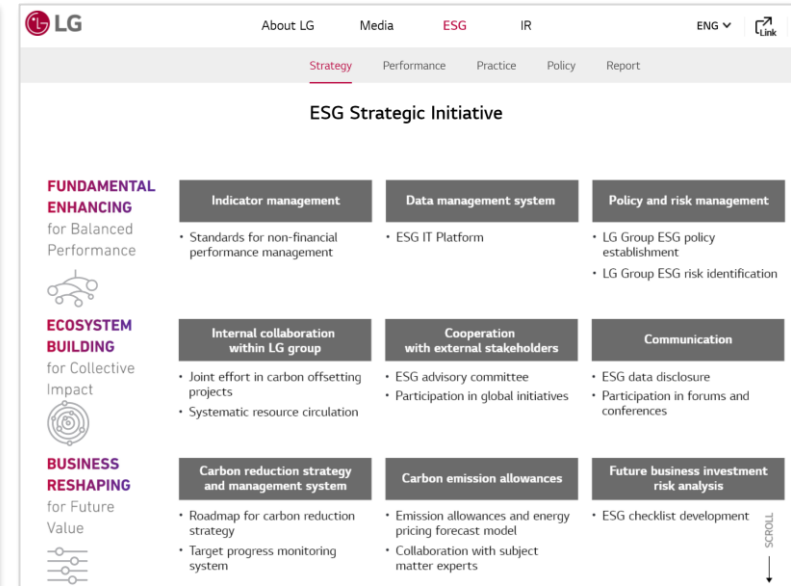 LG
About LG Media ESG IR ENG Link
Strategy Performance Practice Policy Report
ESG Strategic Initiative
FUNDAMENTAL
ENHANCING
for Balanced
Performance
Indicator management
• Standards for non-financial
performance management
Data management system
• ESG IT Platform
Policy and risk management
• LG Group ESG policy
establishment
• LG Group ESG risk identification
ECOSYSTEM
BUILDING
for Collective
Impact
Internal collaboration
within LG group
• Joint effort in carbon offsetting
projects
• Systematic resource circulation
Cooperation
with external stakeholders
• ESG advisory committee
• Participation in global initiatives
Communication
• ESG data disclosure
• Participation in forums and
conferences
BUSINESS
RESHAPING
for Future
Value
Carbon reduction strategy
and management system
• Roadmap for carbon reduction
strategy
• Target progress monitoring
system
Carbon emission allowances
• Emission allowances and energy
pricing forecast model
• Collaboration with subject
matter experts
Future business investment
risk analysis
• ESG checklist development
SCROLL